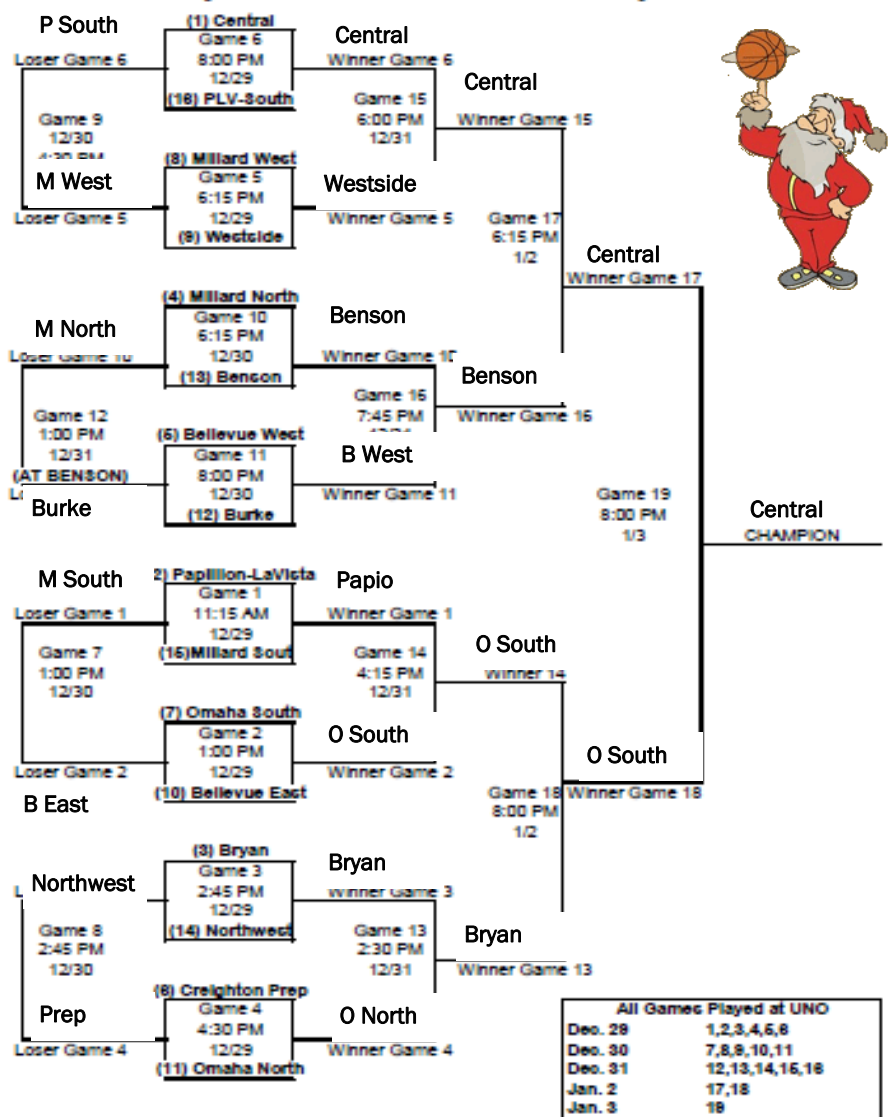 P South
(1) Central
Game 6
8:00 PM
12/29
(16) PLV-South
Loser Game 6
Central
Winner Game 6
Game 9
12/30
4:30 PM
Game 15
6:00 PM
12/31
Central
Winner Game 15
M West
Loser Game 5
(8) Millard West
Game 5
6:15 PM
12/29
(9) Westside
Westside
Winner Game 5
Game 17
6:15 PM
1/2
Central
Winner Game 17
M North
Loser Game 10
(4) Millard North
Game 10
6:15 PM
12/30
(13) Benson
Benson
Winner Game 10
Game 12
1:00 PM
12/31
(AT BENSON)
Game 16
7:45 PM
Benson
Winner Game 16
Burke
(5) Bellevue West
Game 11
8:00 PM
12/30
(12) Burke
B West
Winner Game 11
Game 19
8:00 PM
1/3
Central
CHAMPION
M South
Loser Game 1
2) Papillion-LaVista
Game 1
11:15 AM
12/29
(15)Millard Sout
Papio
Winner Game 1
Game 7
1:00 PM
12/30
Game 14
4:15 PM
12/31
O South
Winner 14
(7) Omaha South
Game 2
1:00 PM
12/29
(10) Bellevue East
Loser Game 2
B East
O South
Winner Game 2
Game 18
8:00 PM
1/2
O South
Winner Game 18
Northwest
(3) Bryan
Game 3
2:45 PM
12/29
(14) Northwest
Bryan
Winner Game 3
Game 8
2:45 PM
12/30
Game 13
2:30 PM
12/31
Bryan
Winner Game 13
Prep
Loser Game 4
(6) Creighton Prep
Game 4
4:30 PM
12/29
(11) Omaha North
O North
Winner Game 4
All Games Played at UNO
Dec. 29 1,2,3,4,5,6
Dec. 30 7,8,9,10,11
Dec. 31 12,13,14,15,16
Jan. 2 17,18
Jan. 3 19